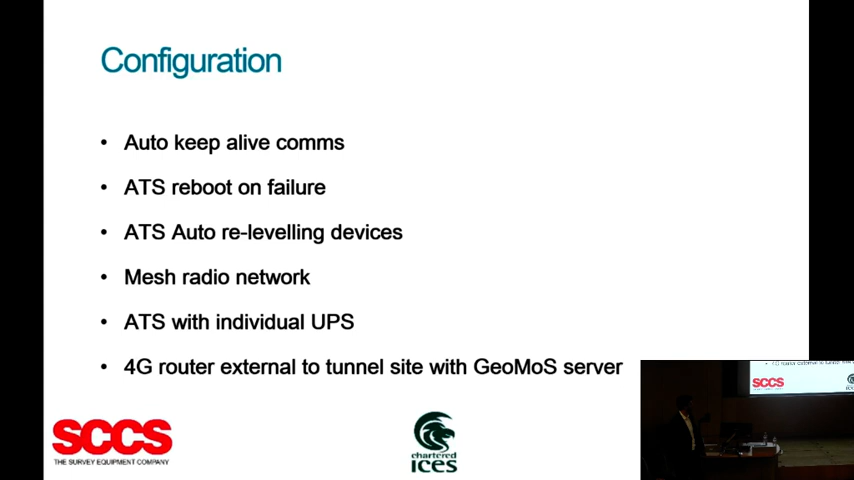 Configuration
• Auto keep alive comms
• ATS reboot on failure
• ATS Auto re-levelling devices
• Mesh radio network
• ATS with individual UPS
• 4G router external to tunnel site with GeoMoS server
SCCS
THE SURVEY EQUIPMENT COMPANY
chartered
ices
SCCS